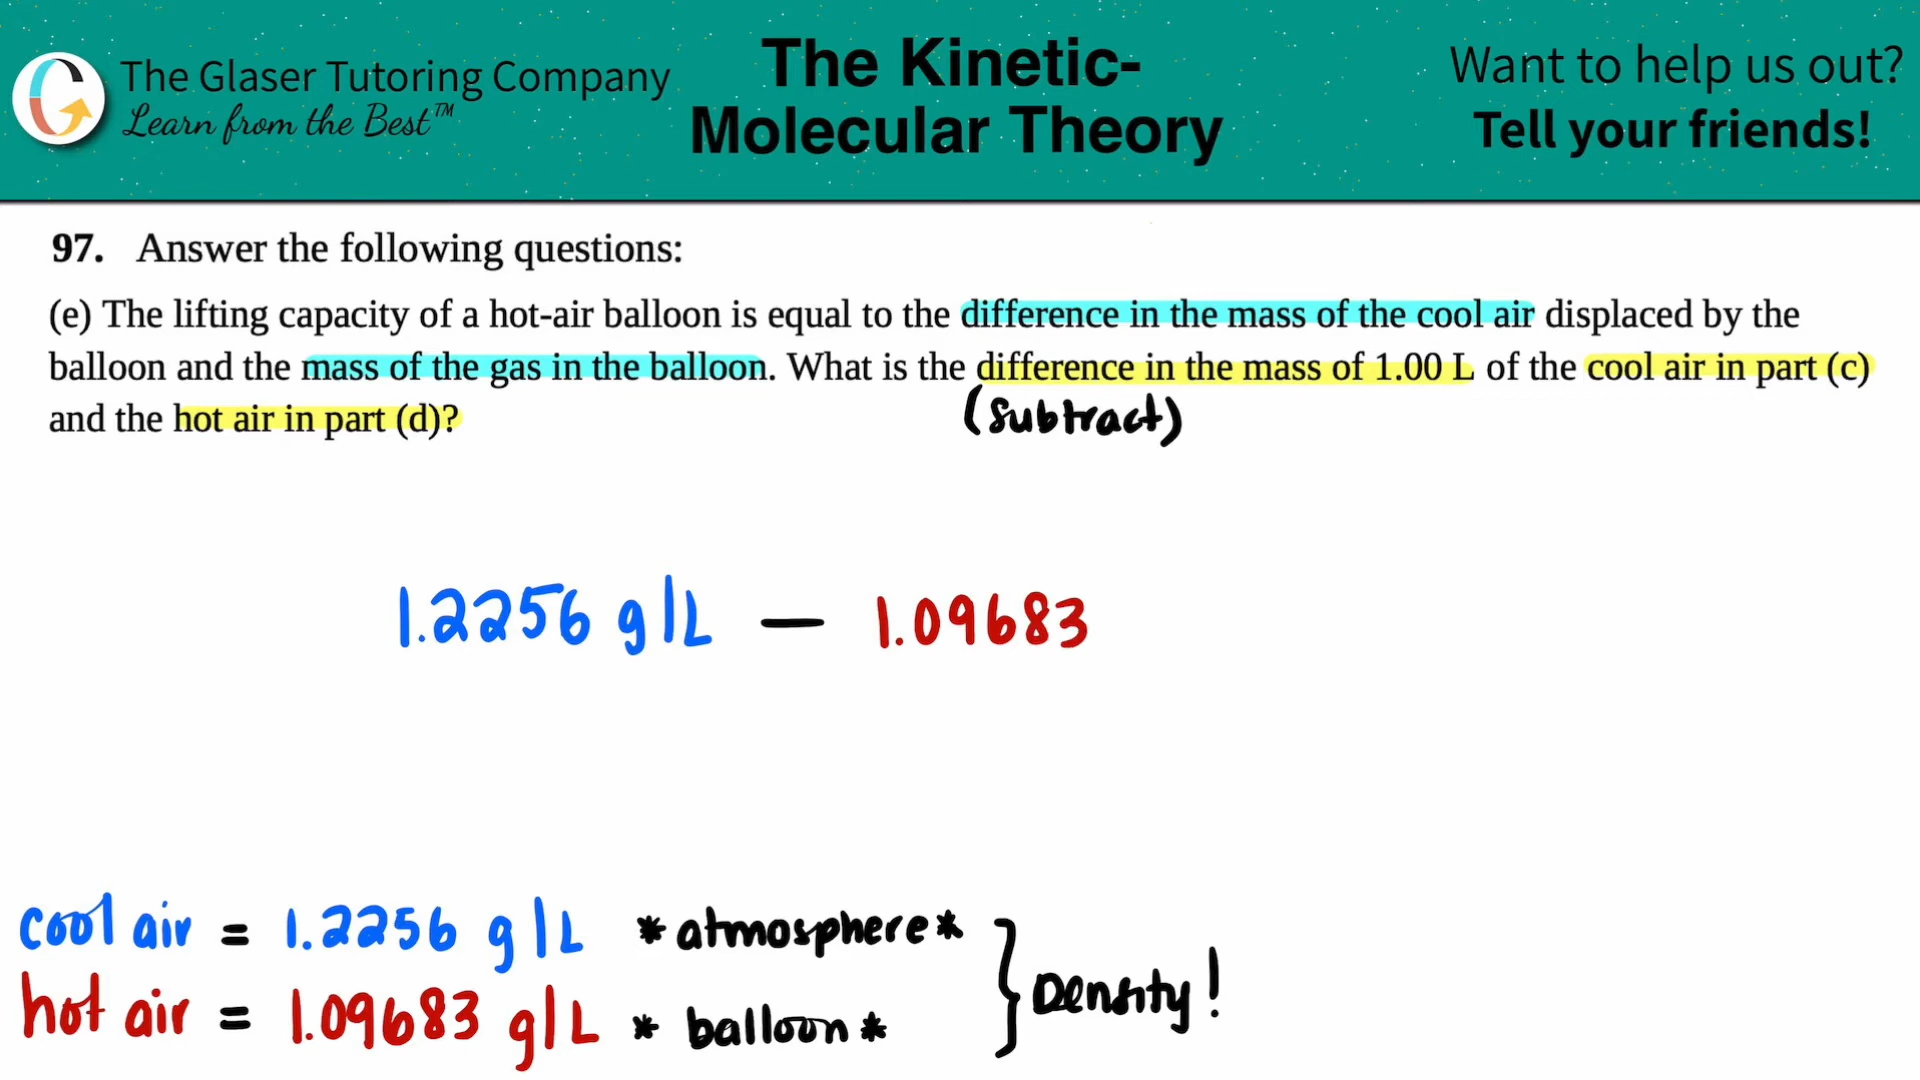 The Glaser Tutoring Company
Learn from the Best™
The Kinetic-
Molecular Theory
Want to help us out?
Tell your friends!
97. Answer the following questions:
(e) The lifting capacity of a hot-air balloon is equal to the difference in the mass of the cool air displaced by the
balloon and the mass of the gas in the balloon. What is the difference in the mass of 1.00 L of the cool air in part (c)
and the hot air in part (d)?
(subtract)
1.2256 g/L — 1.09683
cool air = 1.2256 g/L *atmosphere*
hot air = 1.09683 g/L * balloon *
Density!